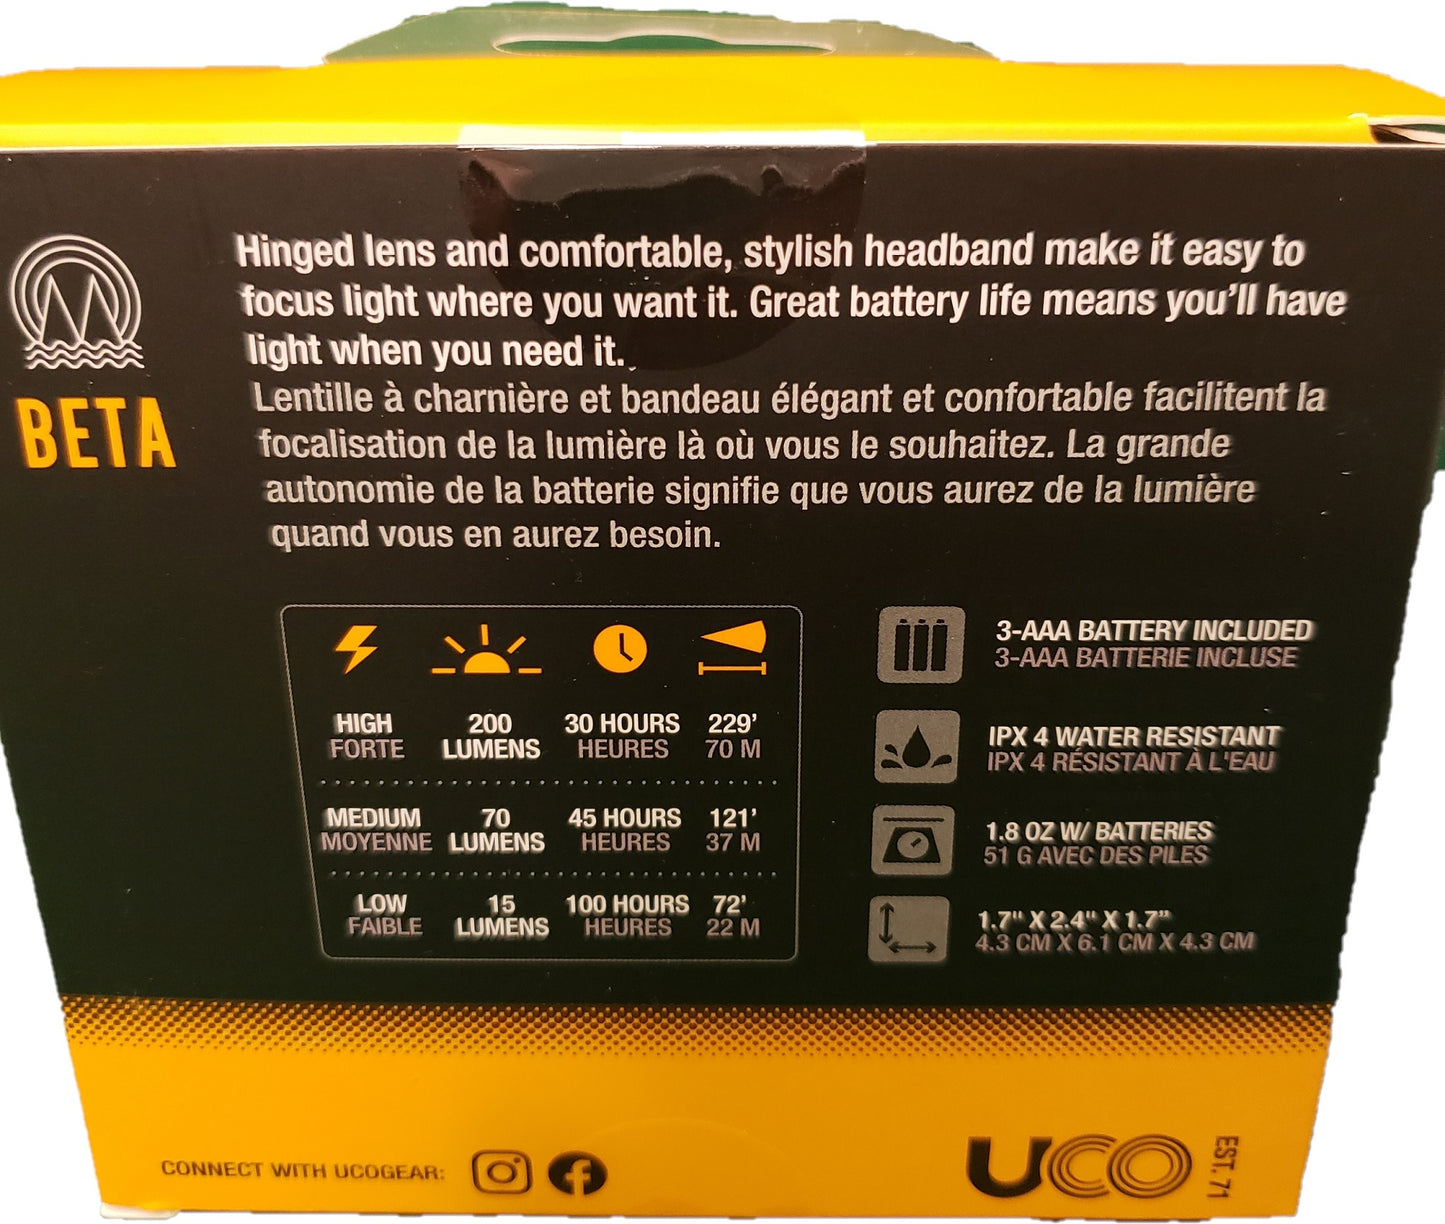 Hinged lens and comfortable, stylish headband make it easy to
focus light where you want it. Great battery life means you'll have
light when you need it.
Lentille à charnière et bandeau élégant et confortable facilitent la
focalisation de la lumière là où vous le souhaitez. La grande
autonomie de la batterie signifie que vous aurez de la lumière
quand vous en aurez besoin.
BETA
HIGH 200 30 HOURS 229'
FORTE LUMENS HEURES 70 M
MEDIUM 70 45 HOURS 121'
MOYENNE LUMENS HEURES 37 M
LOW 15 100 HOURS 72'
FAIBLE LUMENS HEURES 22 M
3-AAA BATTERY INCLUDED
3-AAA BATTERIE INCLUSE
IPX 4 WATER RESISTANT
IPX 4 RÉSISTANT À L'EAU
1.8 OZ W/ BATTERIES
51 G AVEC DES PILES
1.7" X 2.4" X 1.7"
4.3 CM X 6.1 CM X 4.3 CM
CONNECT WITH UCOGEAR:
UCO
EST. 71